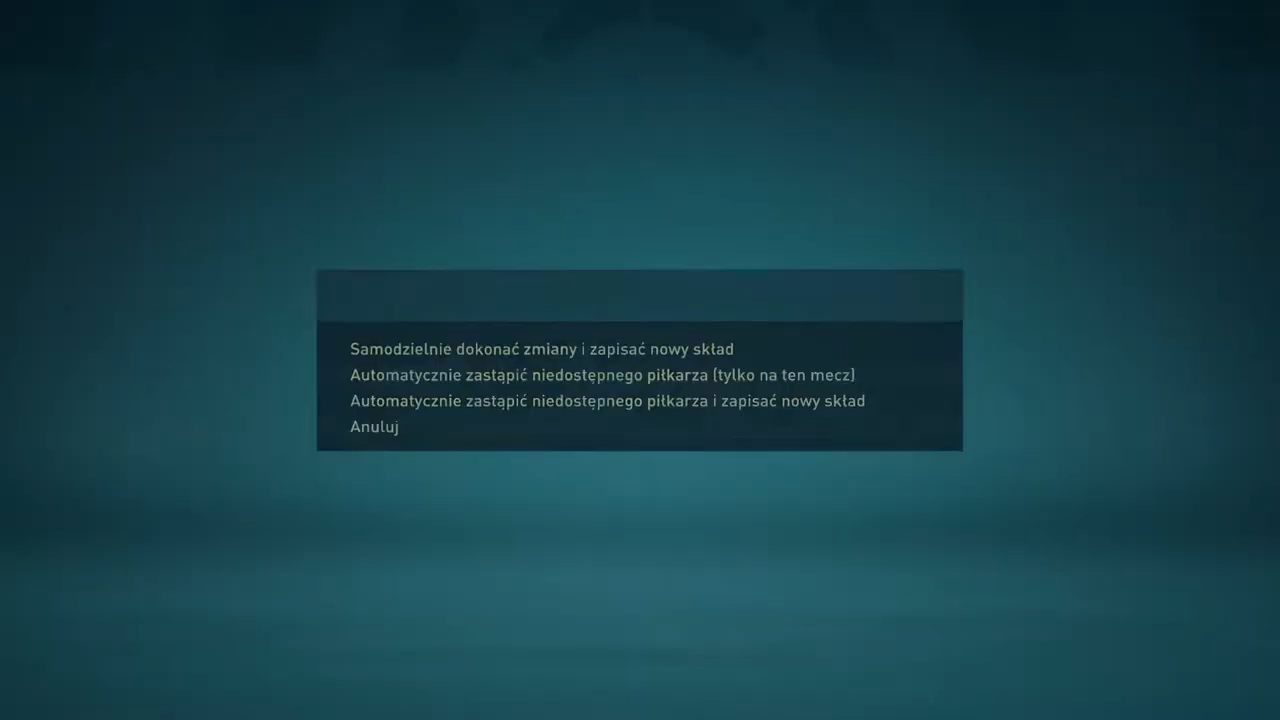 Samodzielnie dokonać zmiany i zapisać nowy skład
Automatycznie zastąpić niedostępnego piłkarza (tylko na ten mecz)
Automatycznie zastąpić niedostępnego piłkarza i zapisać nowy skład
Anuluj